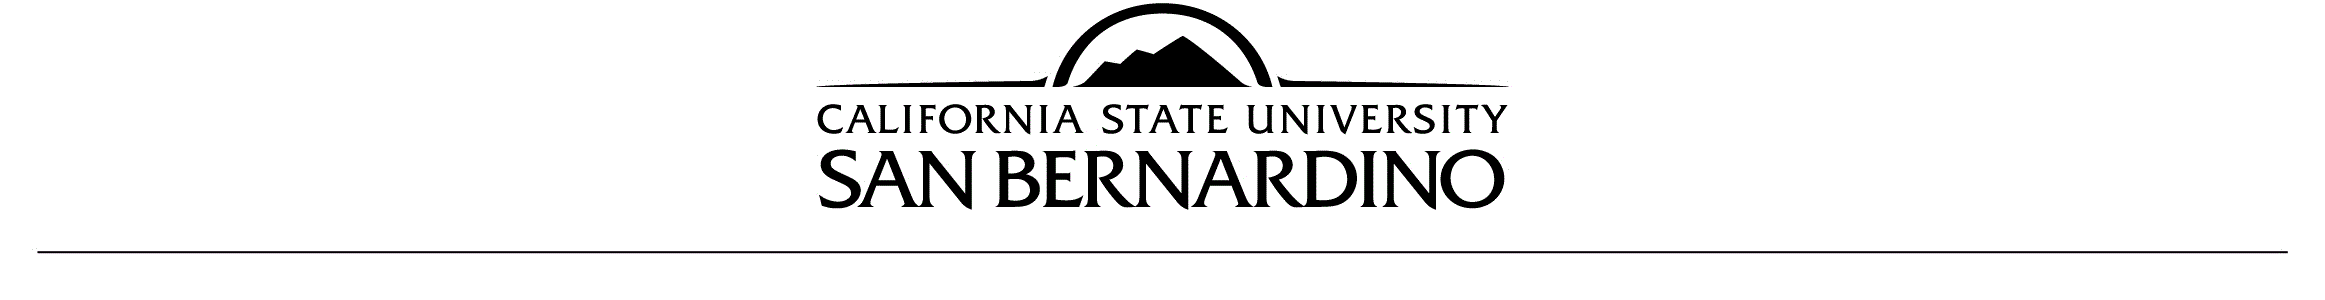 CALIFORNIA STATE UNIVERSITY
SAN BERNARDINO